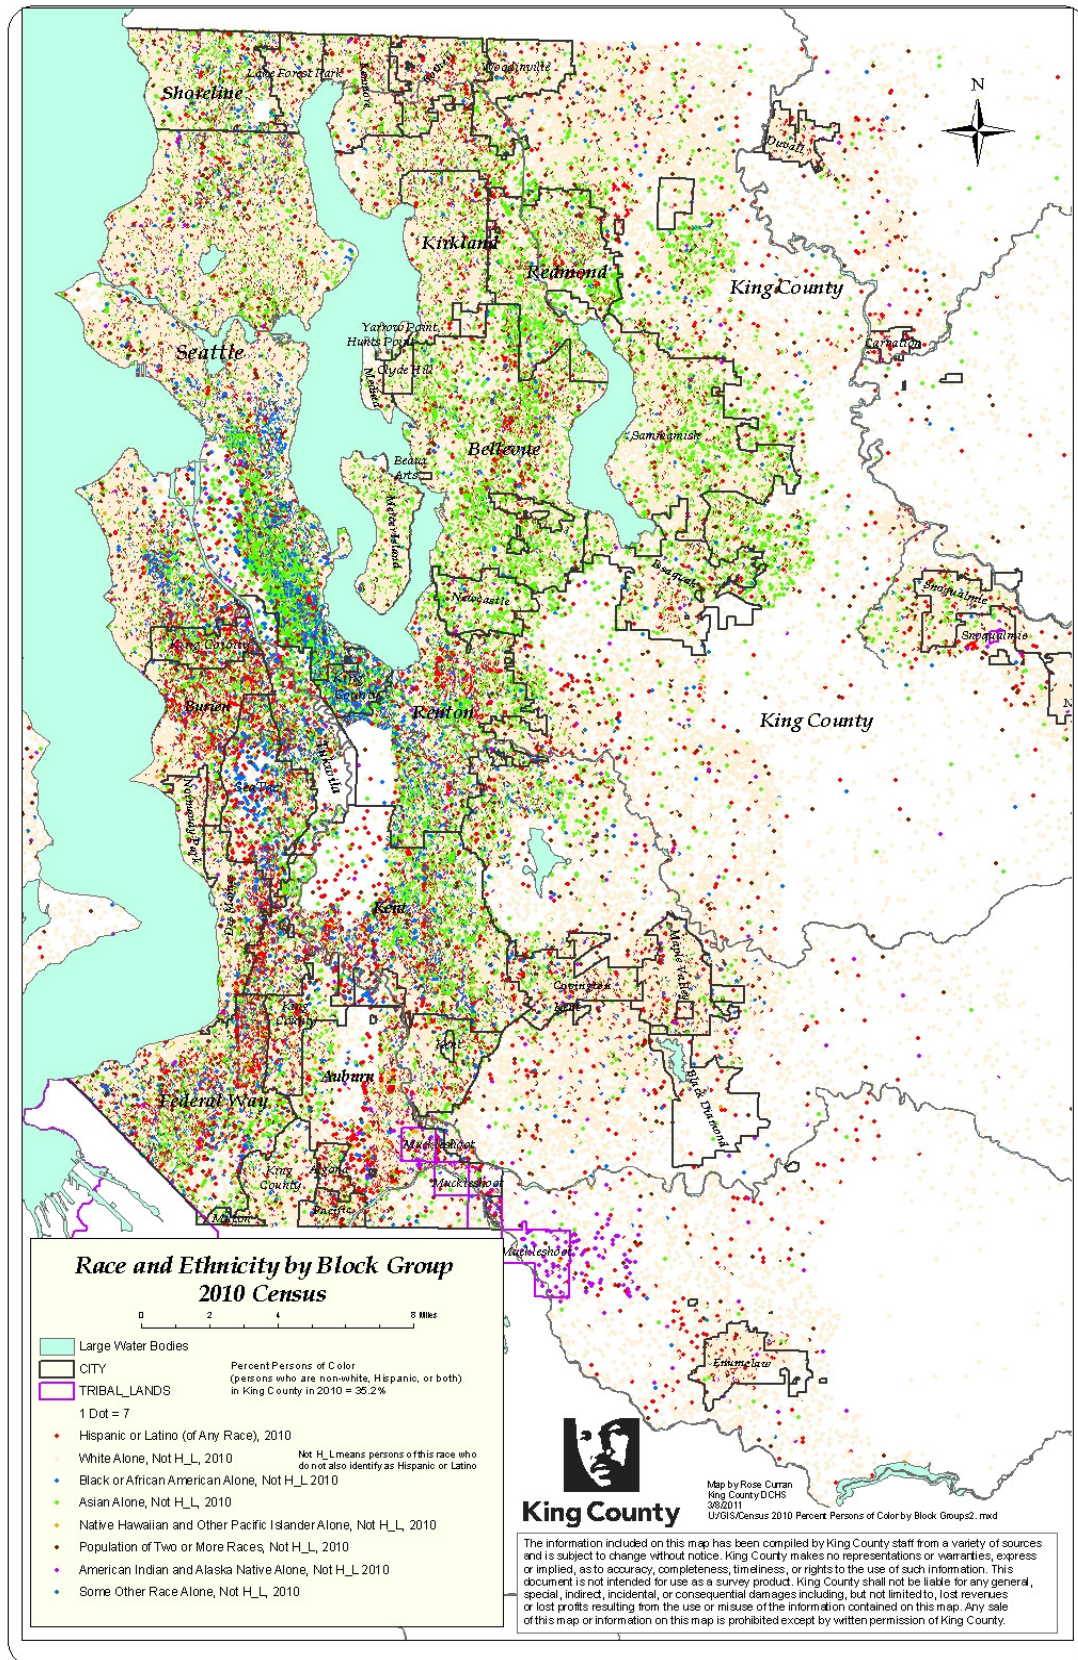 Lake Forest Park
Woodinville
Shoreline
Kenmore
N
Duvall
Kirkland
Redmond
King County
Yarrow Point
Hunts Point
Carnation
Seattle
Clyde Hill
Medina
Bellevue
Sammamish
Beaux
Arts
Mercer Island
Issaquah
Newcastle
Snoqualmie
Snoqualmie
King County
King
County
Burien
Renton
King County
N
Tukwila
SeaTac
Normandy Park
Des Moines
Kent
Maple Valley
Covington
Kent
King
County
Kent
Auburn
Black Diamond
Federal Way
Muckleshoot
King
County
Algona
Muckleshoot
Pacific
Milton
Muckleshoot
Enumclaw
Race and Ethnicity by Block Group
2010 Census
0 2 4 8 Miles
Large Water Bodies
CITY
TRIBAL_LANDS
Percent Persons of Color
(persons who are non-white, Hispanic, or both)
in King County in 2010 = 35.2%
1 Dot = 7
Hispanic or Latino (of Any Race), 2010
White Alone, Not H_L, 2010
Not H_L means persons of this race who
do not also identify as Hispanic or Latino
Black or African American Alone, Not H_L 2010
Asian Alone, Not H_L, 2010
Native Hawaiian and Other Pacific Islander Alone, Not H_L, 2010
Population of Two or More Races, Not H_L, 2010
American Indian and Alaska Native Alone, Not H_L 2010
Some Other Race Alone, Not H_L, 2010
King County
Map by Rose Curran
King County DCHS
3/8/2011
U:/GIS/Census 2010 Percent Persons of Color by Block Groups2. mxd
The information included on this map has been compiled by King County staff from a variety of sources
and is subject to change without notice. King County makes no representations or warranties, express
or implied, as to accuracy, completeness, timeliness, or rights to the use of such information. This
document is not intended for use as a survey product. King County shall not be liable for any general,
special, indirect, incidental, or consequential damages including, but not limited to, lost revenues
or lost profits resulting from the use or misuse of the information contained on this map. Any sale
of this map or information on this map is prohibited except by written permission of King County.